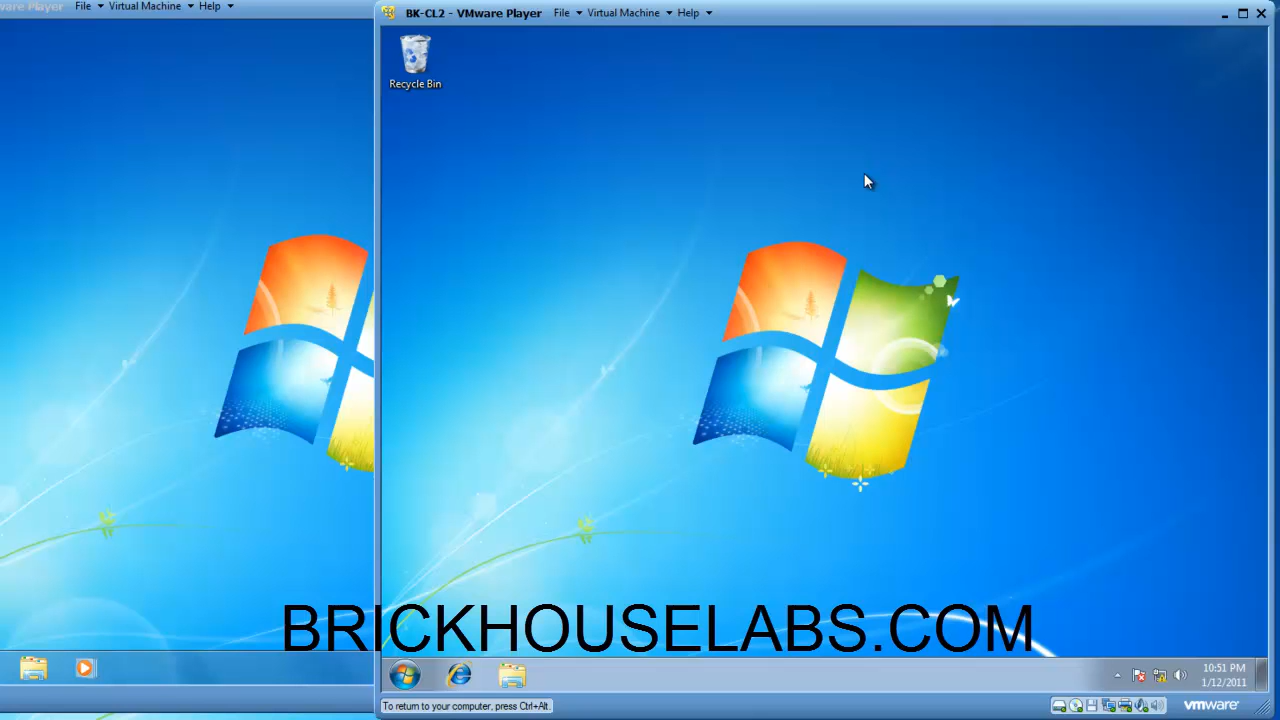 ware Player File Virtual Machine Help
BK-CL2 - VMware Player File Virtual Machine Help
Recycle Bin
BRICKHOUSELABS.COM
10:51 PM
1/12/2011
To return to your computer, press Ctrl+Alt.
vmware